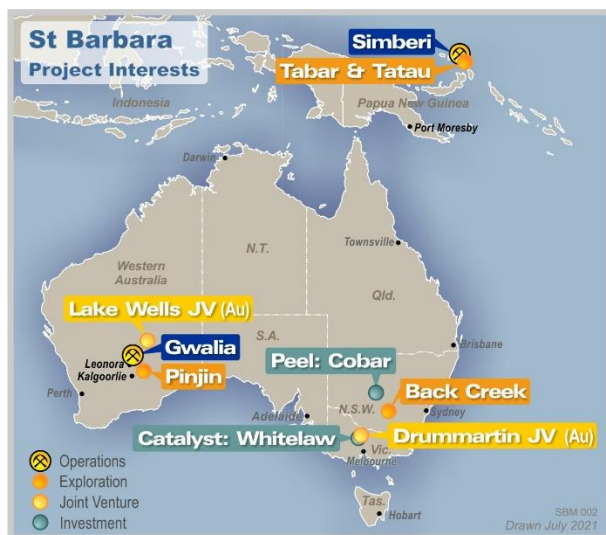 St Barbara
Project Interests
Simberi
Tabar & Tatau
Indonesia
Papua New Guinea
Port Moresby
Darwin
Townsville
N.T.
Western
Australia
Qld.
Lake Wells JV (Au)
S.A.
Gwalia
Leonora
Kalgoorlie
Pinjin
Perth
Peel: Cobar
Brisbane
Back Creek
N.S.W.
Sydney
Adelaide
Catalyst: Whitelaw
Drummartin JV (Au)
Vic.
Melbourne
Operations
Exploration
Joint Venture
Investment
Tas.
Hobart
SBM 002
Drawn July 2021